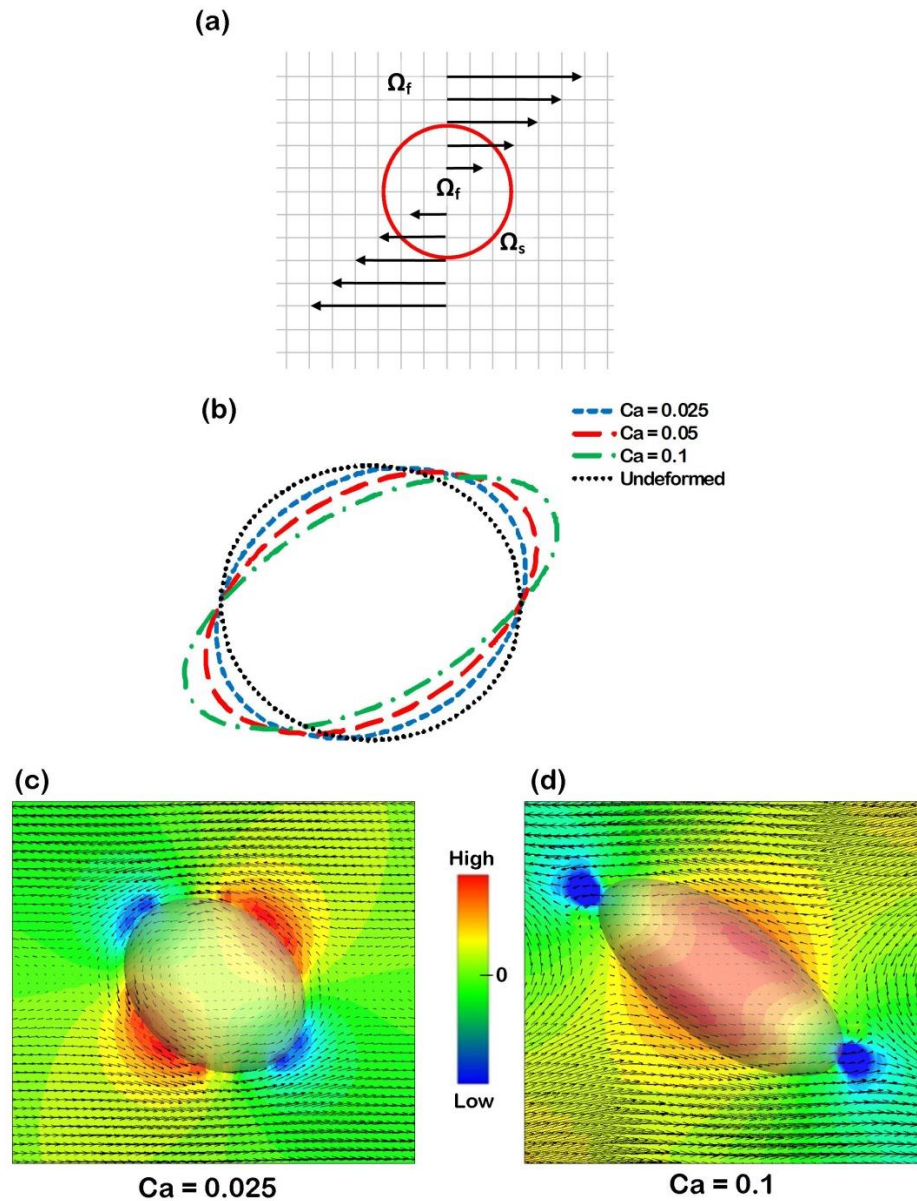 (a)
Ωf
Ωf
Ωs
(b)
Ca = 0.025
Ca = 0.05
Ca = 0.1
Undeformed
(c)
(d)
High
0
Low
Ca = 0.025
Ca = 0.1